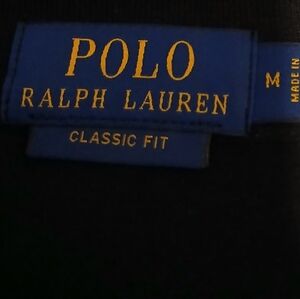 POLO
RALPH LAUREN
CLASSIC FIT
M
MADE IN